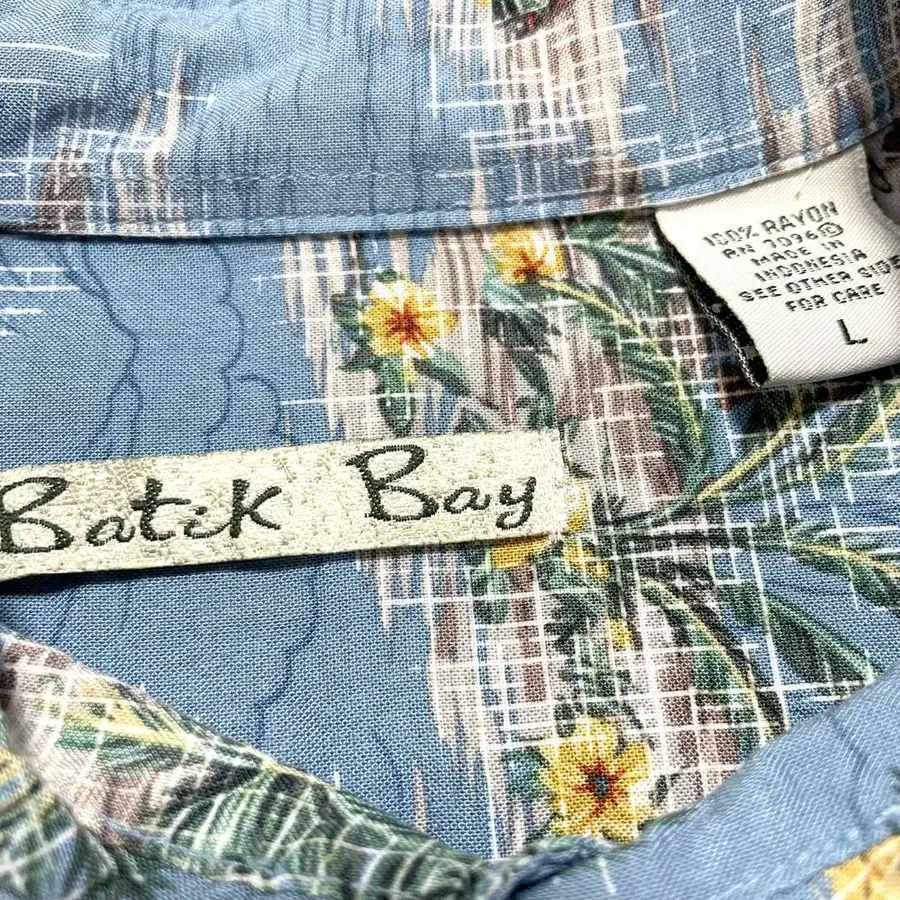 100% RAYON
RN 7096©
MADE IN
INDONESIA
SEE OTHER SIDE
FOR CARE
L
Batik Bay